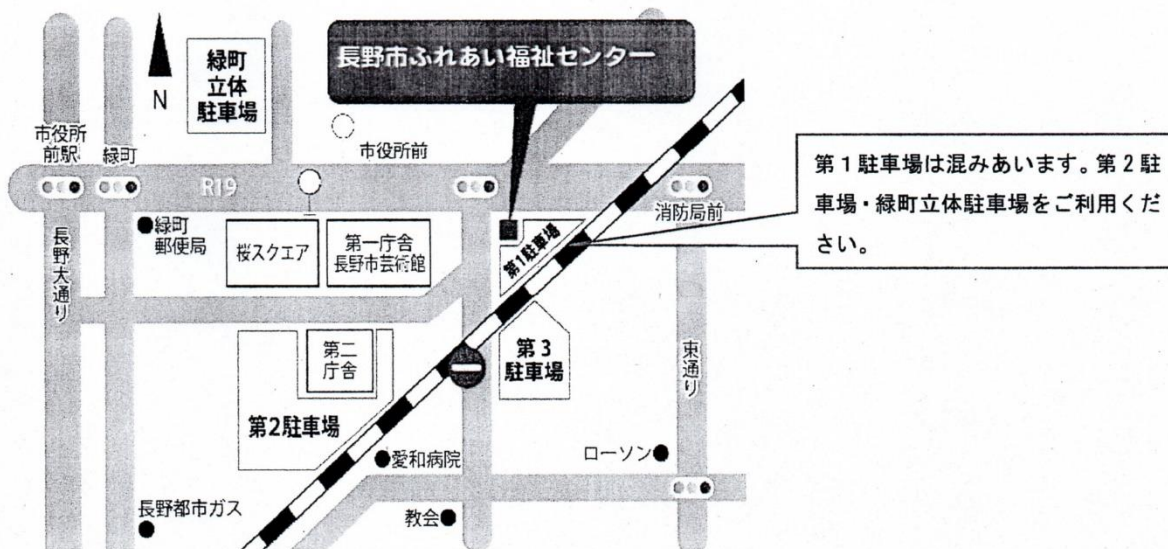 長野市ふれあい福祉センター
緑町
立体
駐車場
N
市役所
前駅
緑町
市役所前
R19
消防局前
第1駐車場は混みあいます。第2駐
車場・緑町立体駐車場をご利用くだ
さい。
緑町
郵便局
桜スクエア
第一庁舎
長野市芸術館
第1駐車場
長野大通り
第二
庁舎
第3
駐車場
東通り
第2駐車場
愛和病院
ローソン
長野都市ガス
教会